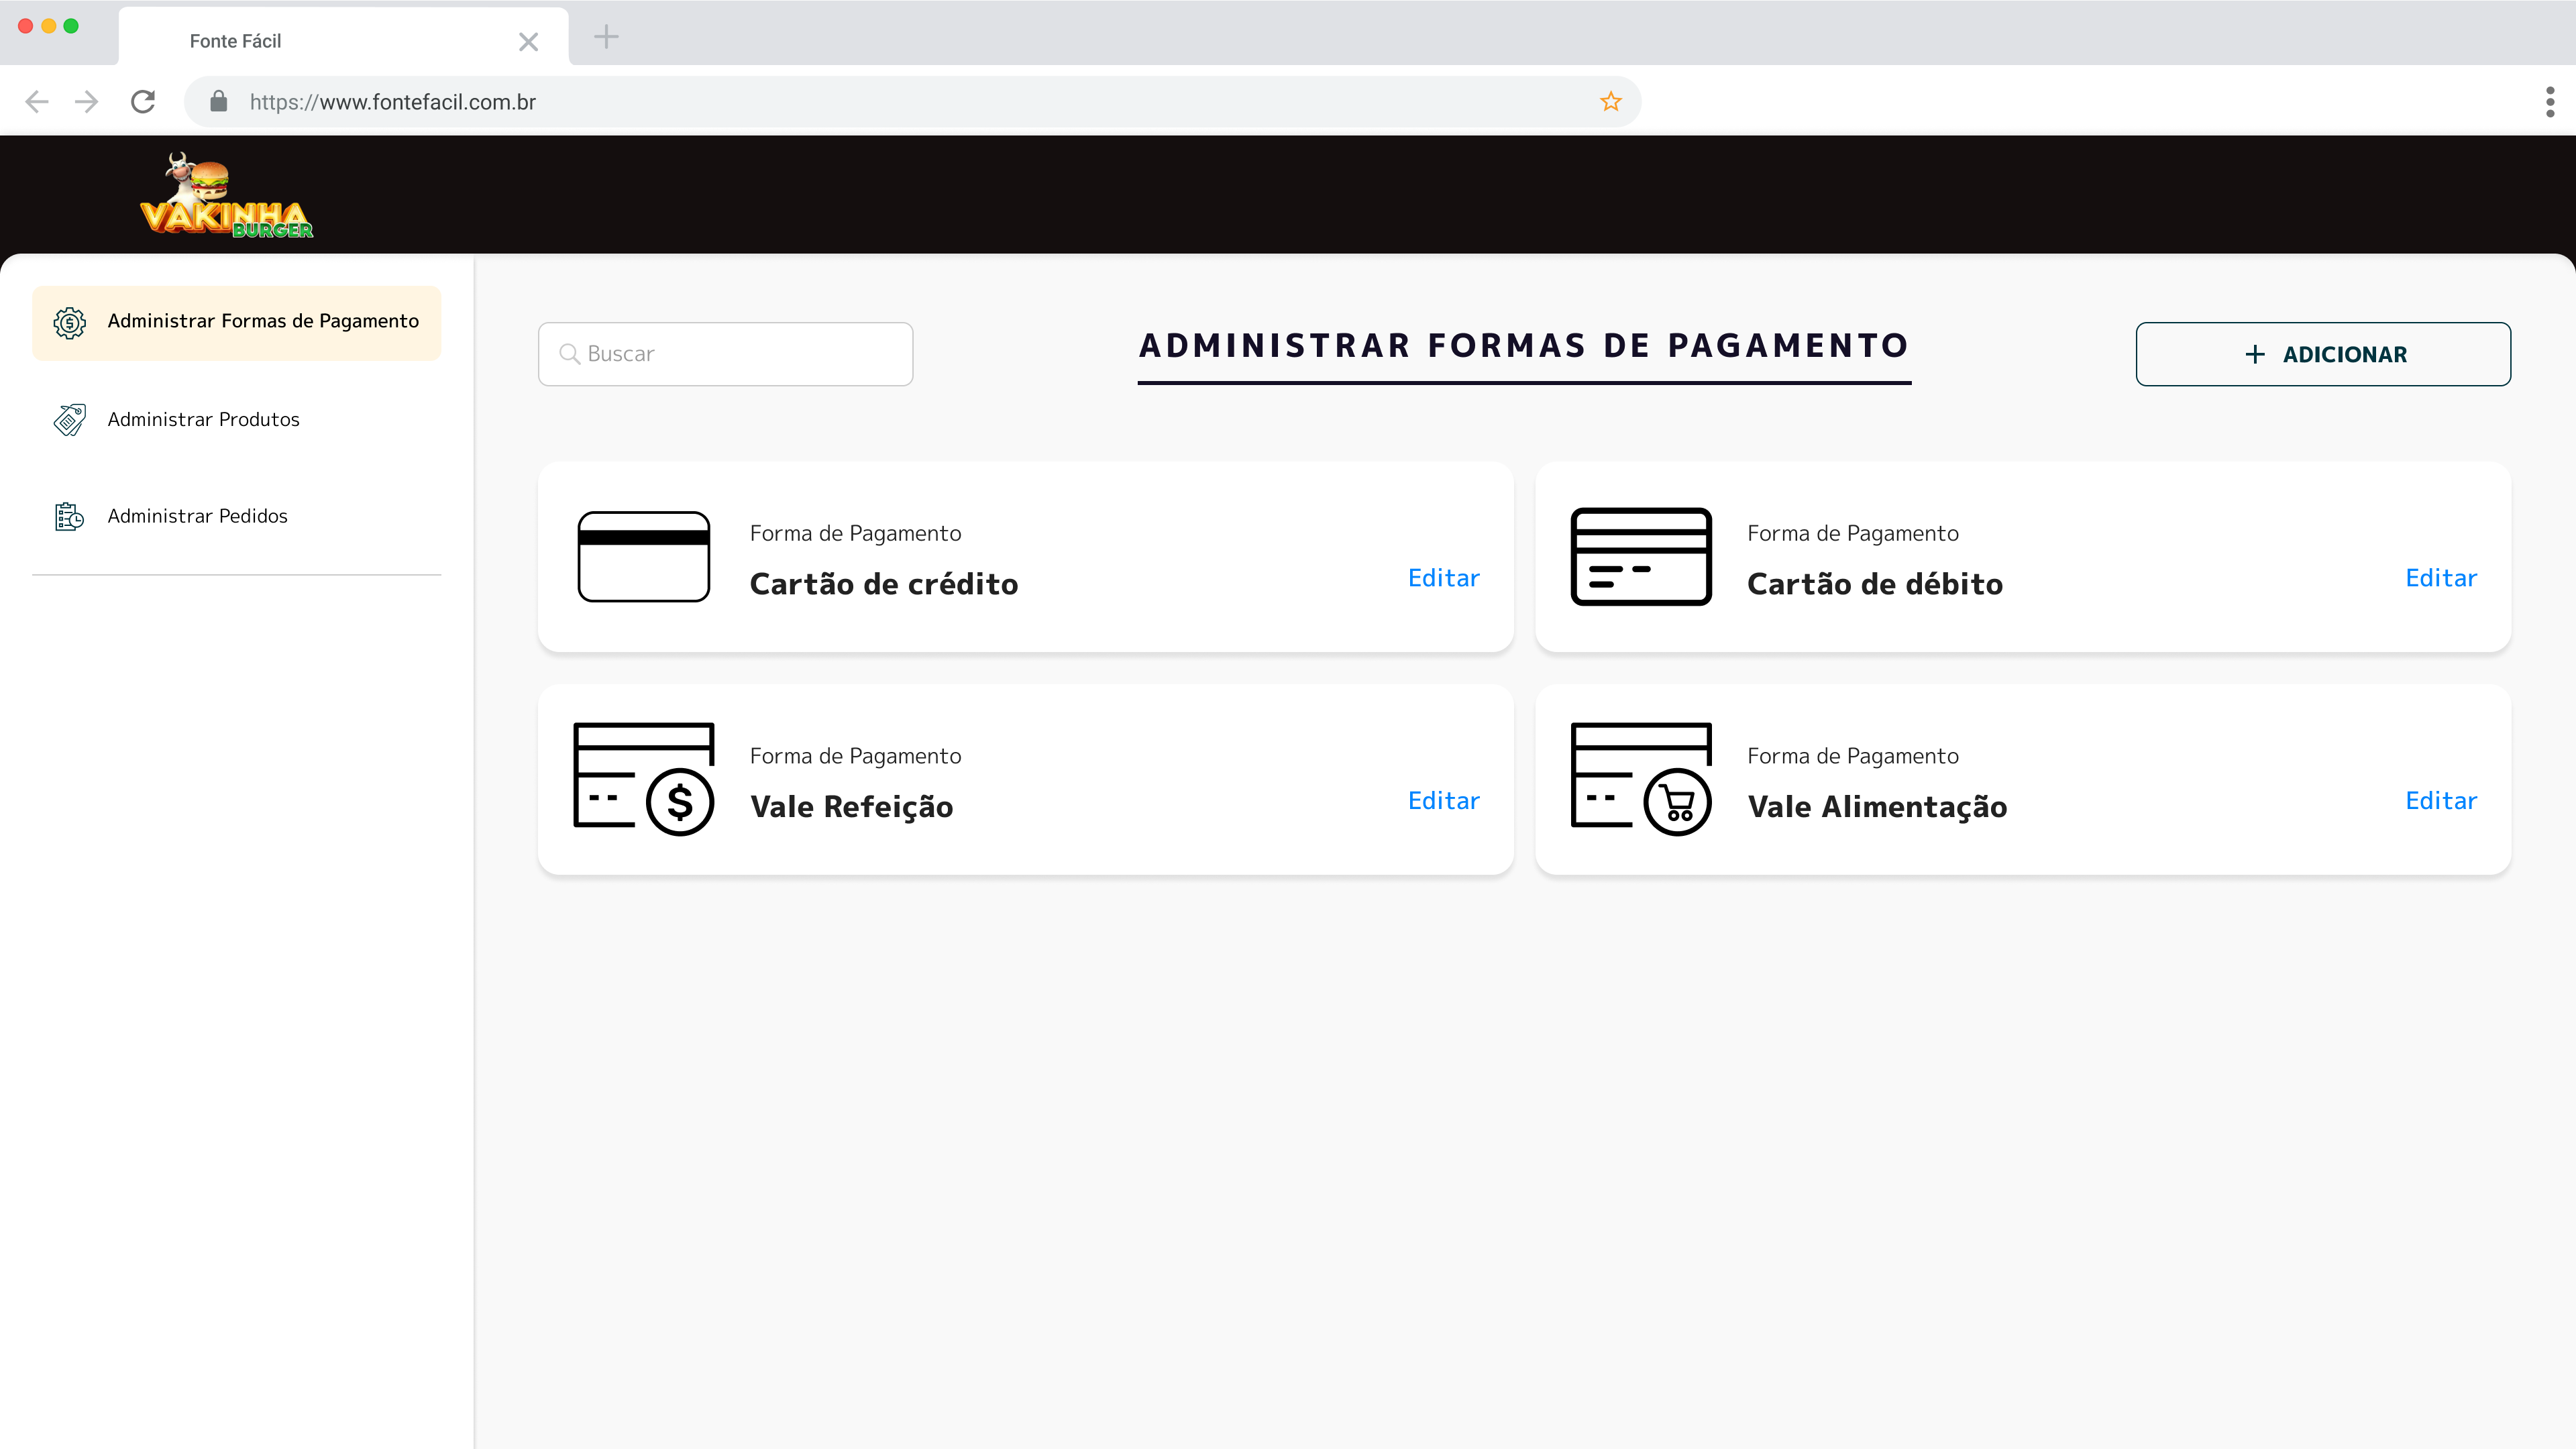 Fonte Fácil
https://www.fontefacil.com.br
VAKINHA
BURGER
Administrar Formas de Pagamento
Administrar Produtos
Administrar Pedidos
Buscar
ADMINISTRAR FORMAS DE PAGAMENTO
+ ADICIONAR
Forma de Pagamento
Cartão de crédito
Editar
Forma de Pagamento
Cartão de débito
Editar
Forma de Pagamento
Vale Refeição
Editar
Forma de Pagamento
Vale Alimentação
Editar